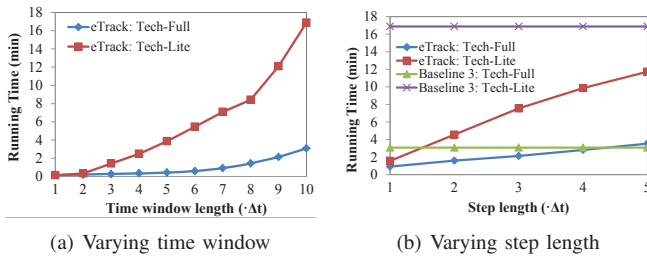 eTrack: Tech-Full
eTrack: Tech-Lite
Running Time (min)
18
16
14
12
10
8
6
4
2
0
1 2 3 4 5 6 7 8 9 10
Time window length (·Δt)
(a) Varying time window
eTrack: Tech-Full
eTrack: Tech-Lite
Baseline 3: Tech-Full
Baseline 3: Tech-Lite
Running Time (min)
18
16
14
12
10
8
6
4
2
0
1 2 3 4 5
Step length (·Δt)
(b) Varying step length